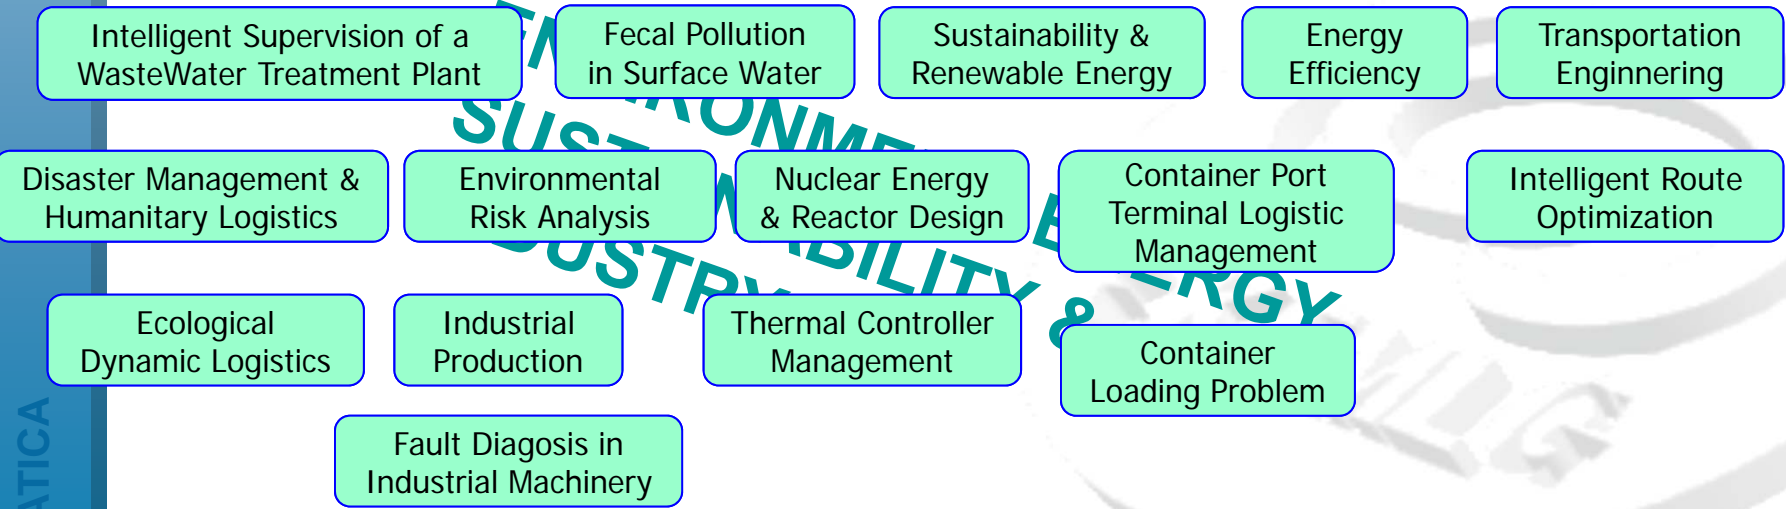 Intelligent Supervision of a
WasteWater Treatment Plant
Fecal Pollution
in Surface Water
Sustainability &
Renewable Energy
Energy
Efficiency
Transportation
Enginnering
Disaster Management &
Humanitary Logistics
Environmental
Risk Analysis
Nuclear Energy
& Reactor Design
Container Port
Terminal Logistic
Management
Intelligent Route
Optimization
Ecological
Dynamic Logistics
Industrial
Production
Thermal Controller
Management
Container
Loading Problem
Fault Diagosis in
Industrial Machinery